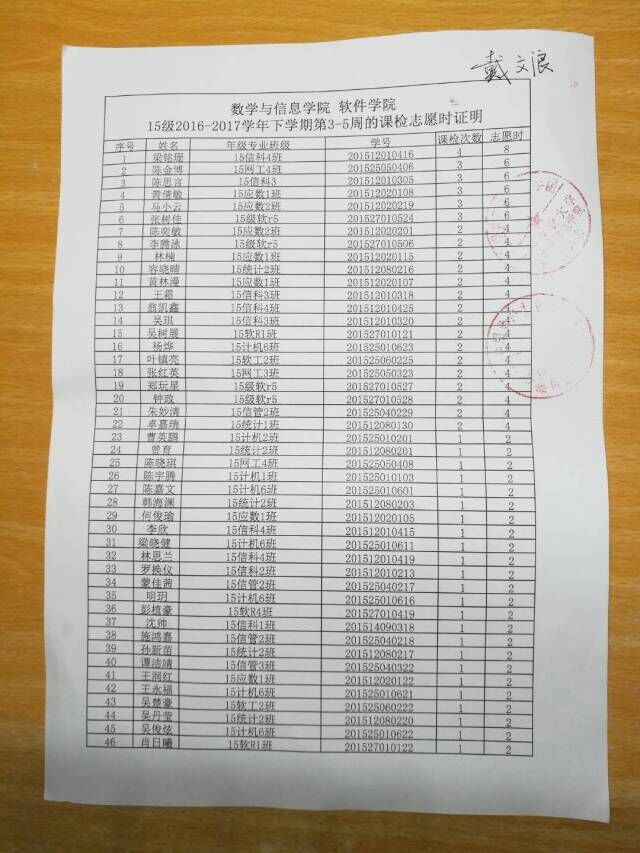 戴文浪
数学与信息学院 软件学院
15级2016-2017学年下学期第3-5周的课检志愿时证明
序号 姓名 年级专业班级 学号 课检次数 志愿时
1 梁铭珊 15信科4班 201512010416 4 8
2 陈金博 15网工4班 201525050406 3 6
3 陈思言 15信科3 201512010305 3 6
4 黄倩敏 15应数1班 201512020108 3 6
5 马小云 15应数2班 201512020219 3 6
6 张树佳 15级软r5 201527010524 3 6
7 陈奕敏 15应数2班 201512020201 2 4
8 李腾泳 15级软r5 201527010506 2 4
9 林楠 15应数1班 201512020115 2 4
10 容晓晴 15统计2班 201512080216 2 4
11 黄林漫 15应数1班 201512020107 2 4
12 王霜 15信科3班 201512010318 2 4
13 翁凯鑫 15信科4班 201512010425 2 4
14 吴琪 15信科3班 201512010320 2 4
15 吴树展 15软R1班 201527010121 2 4
16 杨烨 15计机6班 201525010623 2 4
17 叶镇亮 15软工2班 201525060225 2 4
18 张红英 15网工3班 201525050323 2 4
19 郑玩星 15级软r5 201527010527 2 4
20 钟政 15级软r5 201527010528 2 4
21 朱妙清 15信管2班 201525040229 2 4
22 卓嘉瑞 15统计1班 201512080130 2 4
23 曹英鹏 15计机2班 201525010201 1 2
24 曾育 15统计2班 201512080201 1 2
25 陈晓琪 15网工4班 201525050408 1 2
26 陈宇腾 15计机1班 201525010103 1 2
27 陈嘉文 15计机6班 201525010601 1 2
28 韩海渊 15统计2班 201512080203 1 2
29 何俊瑜 15应数1班 201512020105 1 2
30 李欣 15信科4班 201512010415 1 2
31 梁晓健 15计机6班 201525010611 1 2
32 林思兰 15信科4班 201512010419 1 2
33 罗换仪 15信科2班 201512010213 1 2
34 蒙佳茜 15信管2班 201525040217 1 2
35 明玥 15计机6班 201525010616 1 2
36 彭植豪 15软R4班 201527010419 1 2
37 沈帅 15信科1班 201514090318 1 2
38 施鸿嘉 15信管2班 201525040218 1 2
39 孙新苗 15统计2班 201512080217 1 2
40 谭洁靖 15信管3班 201525040322 1 2
41 王润红 15应数1班 201512020122 1 2
42 王永福 15计机6班 201525010621 1 2
43 吴楚豪 15软工2班 201525060222 1 2
44 吴丹莹 15统计2班 201512080220 1 2
45 吴俊炫 15计机6班 201525010622 1 2
46 肖日曦 15软R1班 201527010122 1 2